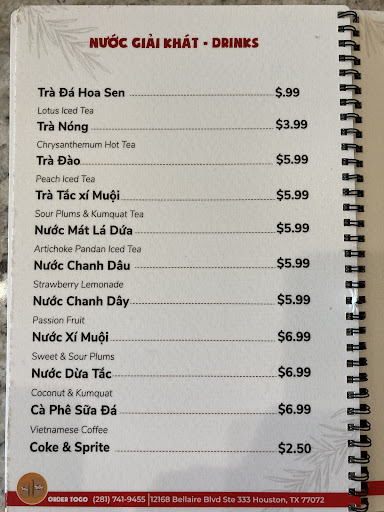 NƯỚC GIẢI KHÁT - DRINKS
Trà Đá Hoa Sen $.99
Lotus Iced Tea
Trà Nóng $3.99
Chrysanthemum Hot Tea
Trà Đào $5.99
Peach Iced Tea
Trà Tắc xí Muội $5.99
Sour Plums & Kumquat Tea
Nước Mát Lá Dứa $5.99
Artichoke Pandan Iced Tea
Nước Chanh Dâu $5.99
Strawberry Lemonade
Nước Chanh Dây $5.99
Passion Fruit
Nước Xí Muội $6.99
Sweet & Sour Plums
Nước Dừa Tắc $6.99
Coconut & Kumquat
Cà Phê Sữa Đá $6.99
Vietnamese Coffee
Coke & Sprite $2.50
ORDER TOGO (281) 741-9455 | 12168 Bellaire Blvd Ste 333 Houston, TX 77072